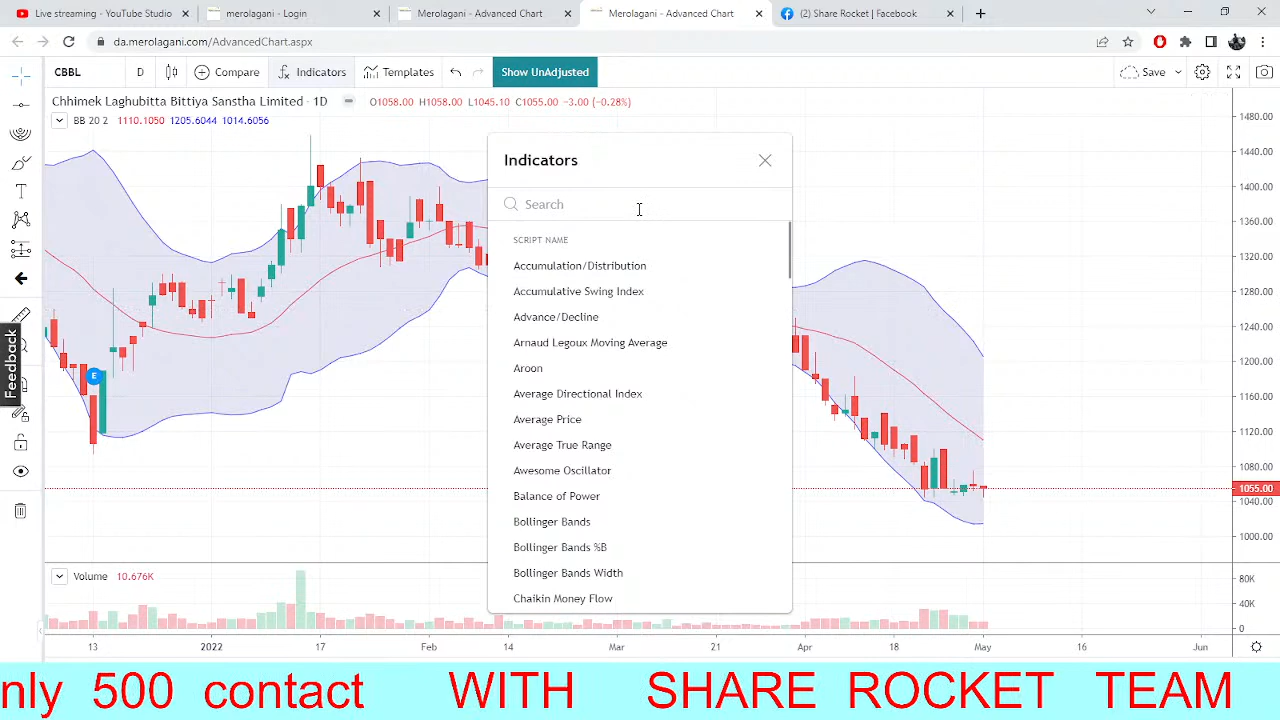 Live streaming - YouTube Studio
merolagani - Login
Merolagani - Advanced Chart
Merolagani - Advanced Chart
(2) Share Rocket | Facebook
da.merolagani.com/AdvancedChart.aspx
CBBL D Compare Indicators Templates Show UnAdjusted Save
Chhimek Laghubitta Bittiya Sanstha Limited · 1D O1058.00 H1058.00 L1045.10 C1055.00 -3.00 (-0.28%)
BB 20 2 1110.1050 1205.6044 1014.6056
Indicators
Search
SCRIPT NAME
Accumulation/Distribution
Accumulative Swing Index
Advance/Decline
Arnaud Legoux Moving Average
Aroon
Average Directional Index
Average Price
Average True Range
Awesome Oscillator
Balance of Power
Bollinger Bands
Bollinger Bands %B
Bollinger Bands Width
Chaikin Money Flow
Feedback
E
1480.00
1440.00
1400.00
1360.00
1320.00
1280.00
1240.00
1200.00
1160.00
1120.00
1080.00
1055.00
1040.00
1000.00
Volume 10.676K
80K
40K
0
13 2022 17 Feb 14 Mar 21 Apr 18 May 16 Jun
nly 500 contact WITH SHARE ROCKET TEAM